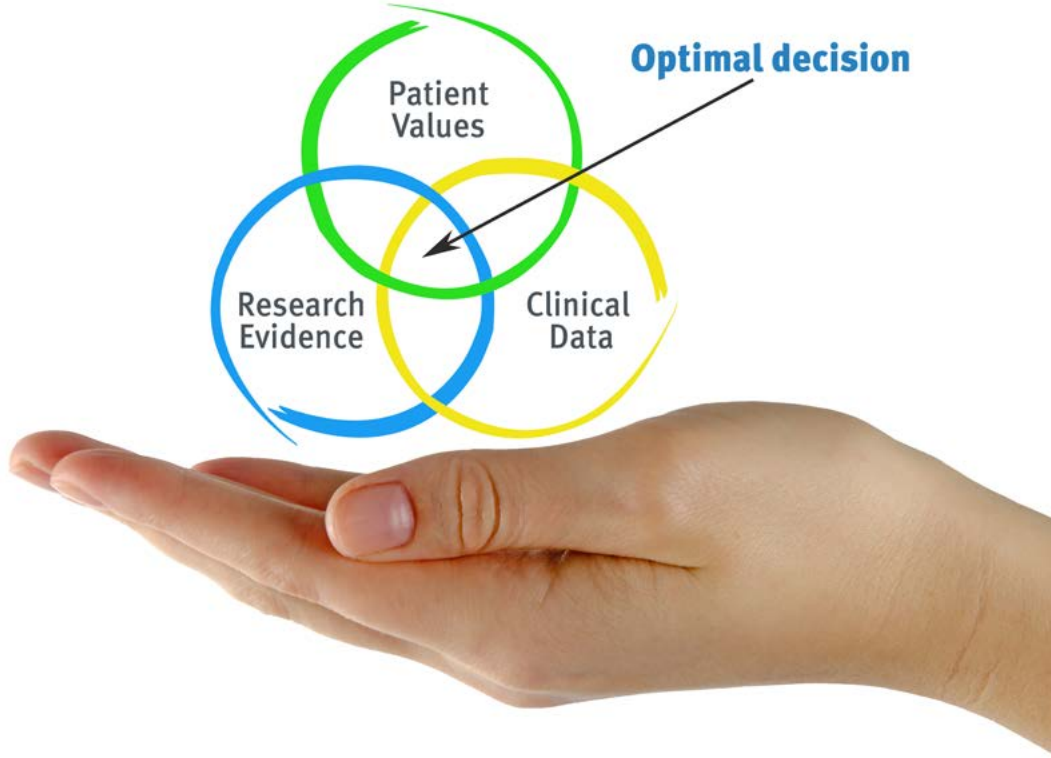 Optimal decision
Patient
Values
Research
Evidence
Clinical
Data